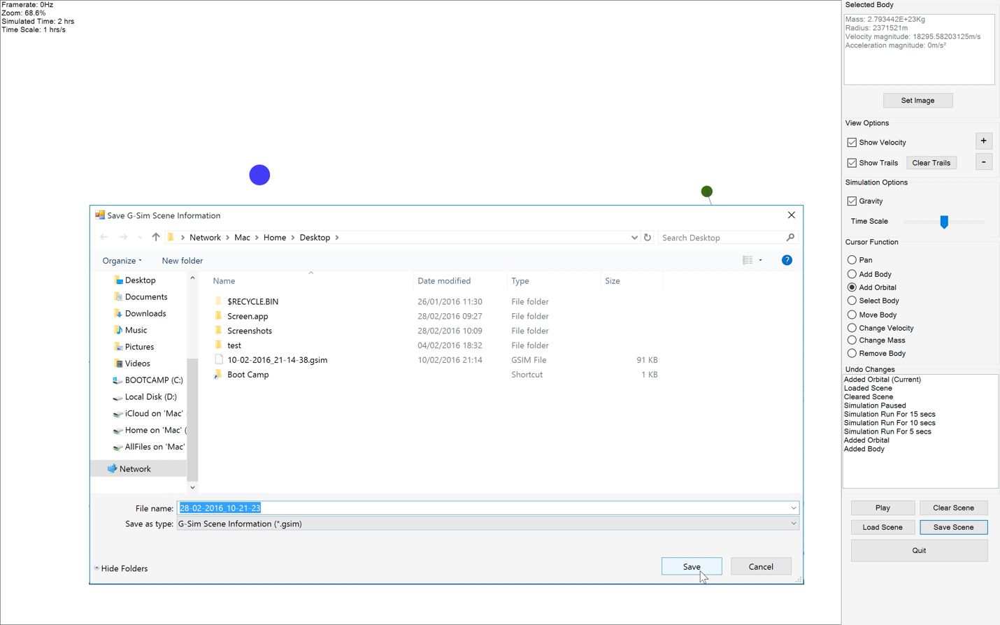 Framerate: 0Hz
Zoom: 68.6%
Simulated Time: 2 hrs
Time Scale: 1 hrs/s
Selected Body
Mass: 2.793442E+23Kg
Radius: 2371521m
Velocity magnitude: 18295.58203125m/s
Acceleration magnitude: 0m/s²
Set Image
View Options
Show Velocity
+
Show Trails
Clear Trails
-
Simulation Options
Gravity
Time Scale
Cursor Function
Pan
Add Body
Add Orbital
Select Body
Move Body
Change Velocity
Change Mass
Remove Body
Undo Changes
Added Orbital (Current)
Loaded Scene
Cleared Scene
Simulation Paused
Simulation Run For 15 secs
Simulation Run For 10 secs
Simulation Run For 5 secs
Added Orbital
Added Body
Play
Clear Scene
Load Scene
Save Scene
Quit
Save G-Sim Scene Information
Network > Mac > Home > Desktop >
Search Desktop
Organize
New folder
?
Desktop
Documents
Downloads
Music
Pictures
Videos
BOOTCAMP (C:)
Local Disk (D:)
iCloud on 'Mac'
Home on 'Mac' (
AllFiles on 'Mac'
Network
Name Date modified Type Size
$RECYCLE.BIN 26/01/2016 11:30 File folder
Screen.app 28/02/2016 09:27 File folder
Screenshots 28/02/2016 10:09 File folder
test 04/02/2016 18:32 File folder
10-02-2016_21-14-38.gsim 10/02/2016 21:14 GSIM File 91 KB
Boot Camp Shortcut 1 KB
File name: 28-02-2016_10-21-23
Save as type: G-Sim Scene Information (*.gsim)
Hide Folders
Save
Cancel